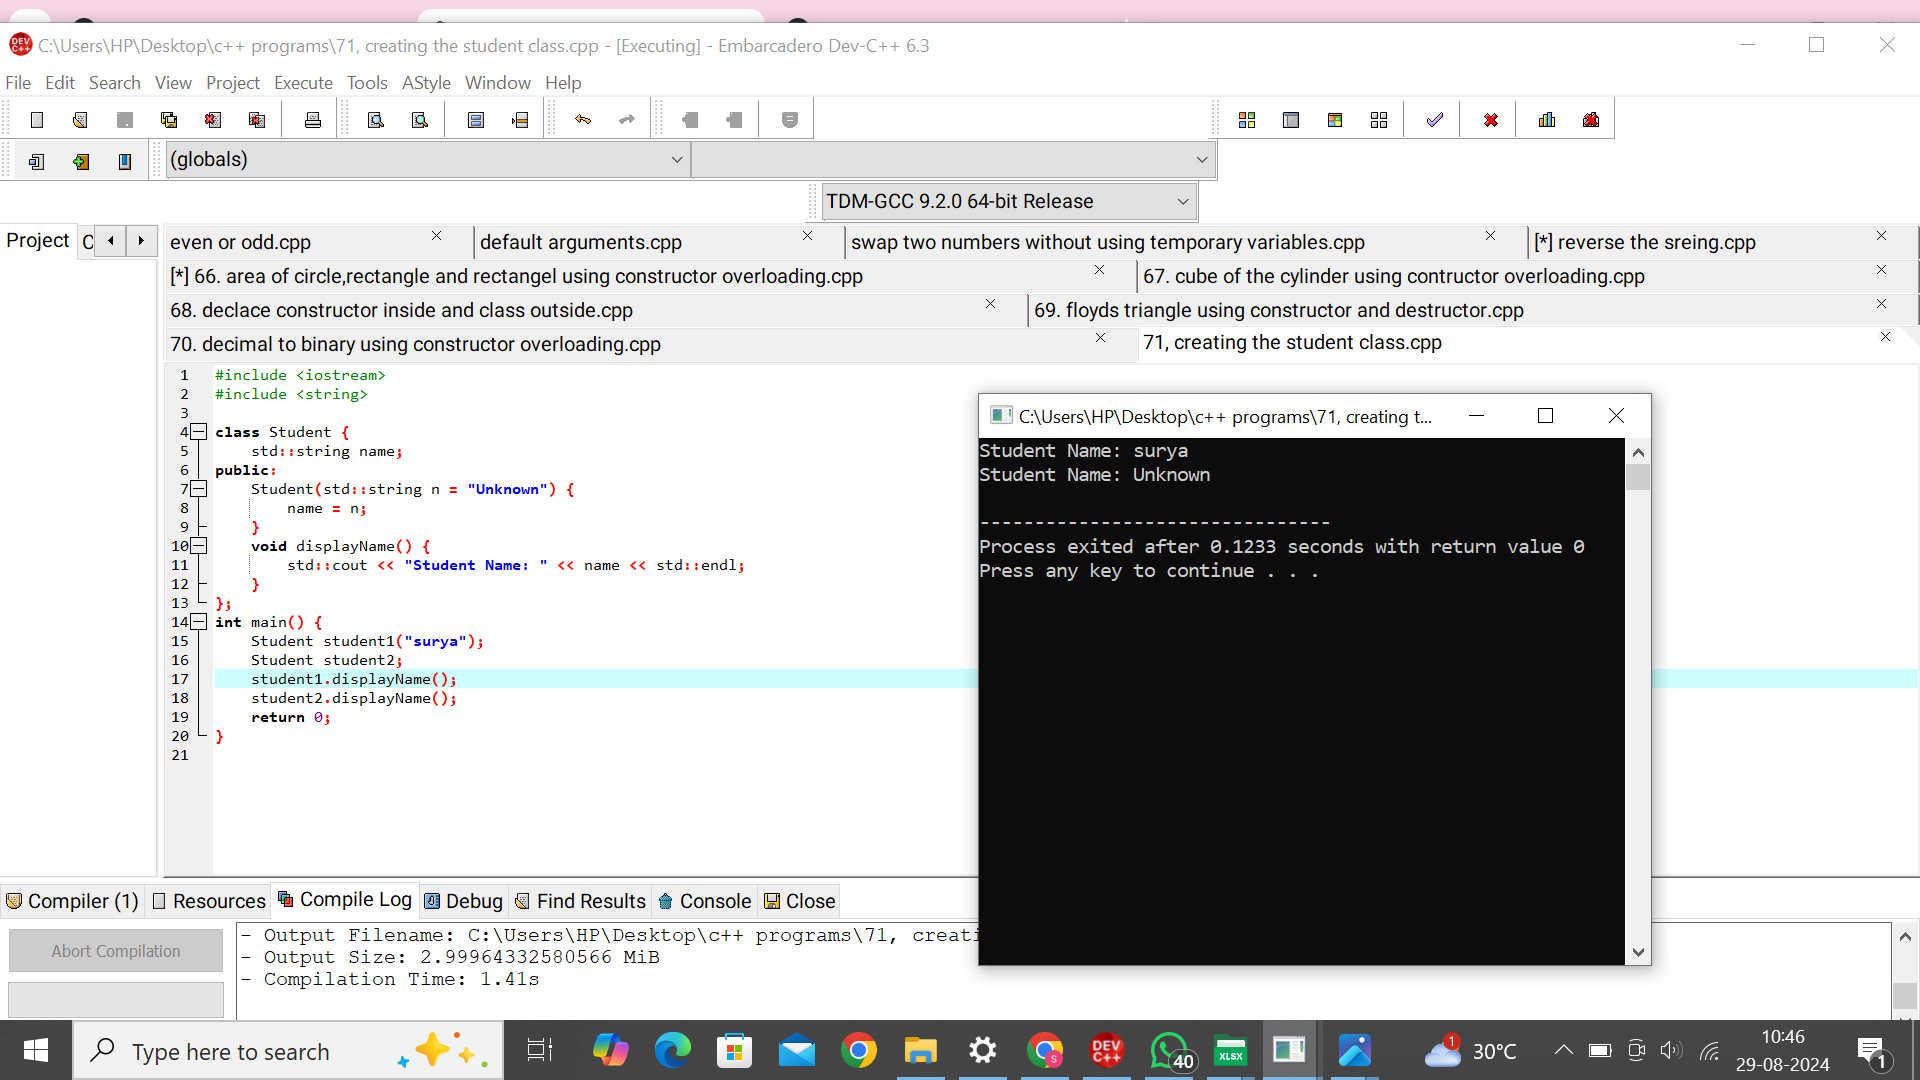 C:\Users\HP\Desktop\c++ programs\71, creating the student class.cpp - [Executing] - Embarcadero Dev-C++ 6.3
File Edit Search View Project Execute Tools AStyle Window Help
(globals)
TDM-GCC 9.2.0 64-bit Release
Project C
even or odd.cpp default arguments.cpp swap two numbers without using temporary variables.cpp [*] reverse the sreing.cpp
[*] 66. area of circle,rectangle and rectangel using constructor overloading.cpp 67. cube of the cylinder using contructor overloading.cpp
68. declace constructor inside and class outside.cpp 69. floyds triangle using constructor and destructor.cpp
70. decimal to binary using constructor overloading.cpp 71, creating the student class.cpp
1 #include <iostream>
2 #include <string>
3
4 class Student {
5 std::string name;
6 public:
7 Student(std::string n = "Unknown") {
8 name = n;
9 }
10 void displayName() {
11 std::cout << "Student Name: " << name << std::endl;
12 }
13 };
14 int main() {
15 Student student1("surya");
16 Student student2;
17 student1.displayName();
18 student2.displayName();
19 return 0;
20 }
21
C:\Users\HP\Desktop\c++ programs\71, creating t...
Student Name: surya
Student Name: Unknown
--------------------------------
Process exited after 0.1233 seconds with return value 0
Press any key to continue . . .
Compiler (1) Resources Compile Log Debug Find Results Console Close
Abort Compilation
- Output Filename: C:\Users\HP\Desktop\c++ programs\71, creati
- Output Size: 2.99964332580566 MiB
- Compilation Time: 1.41s
Type here to search
DEV C++
40
XLSX
1
30°C
10:46
29-08-2024
1